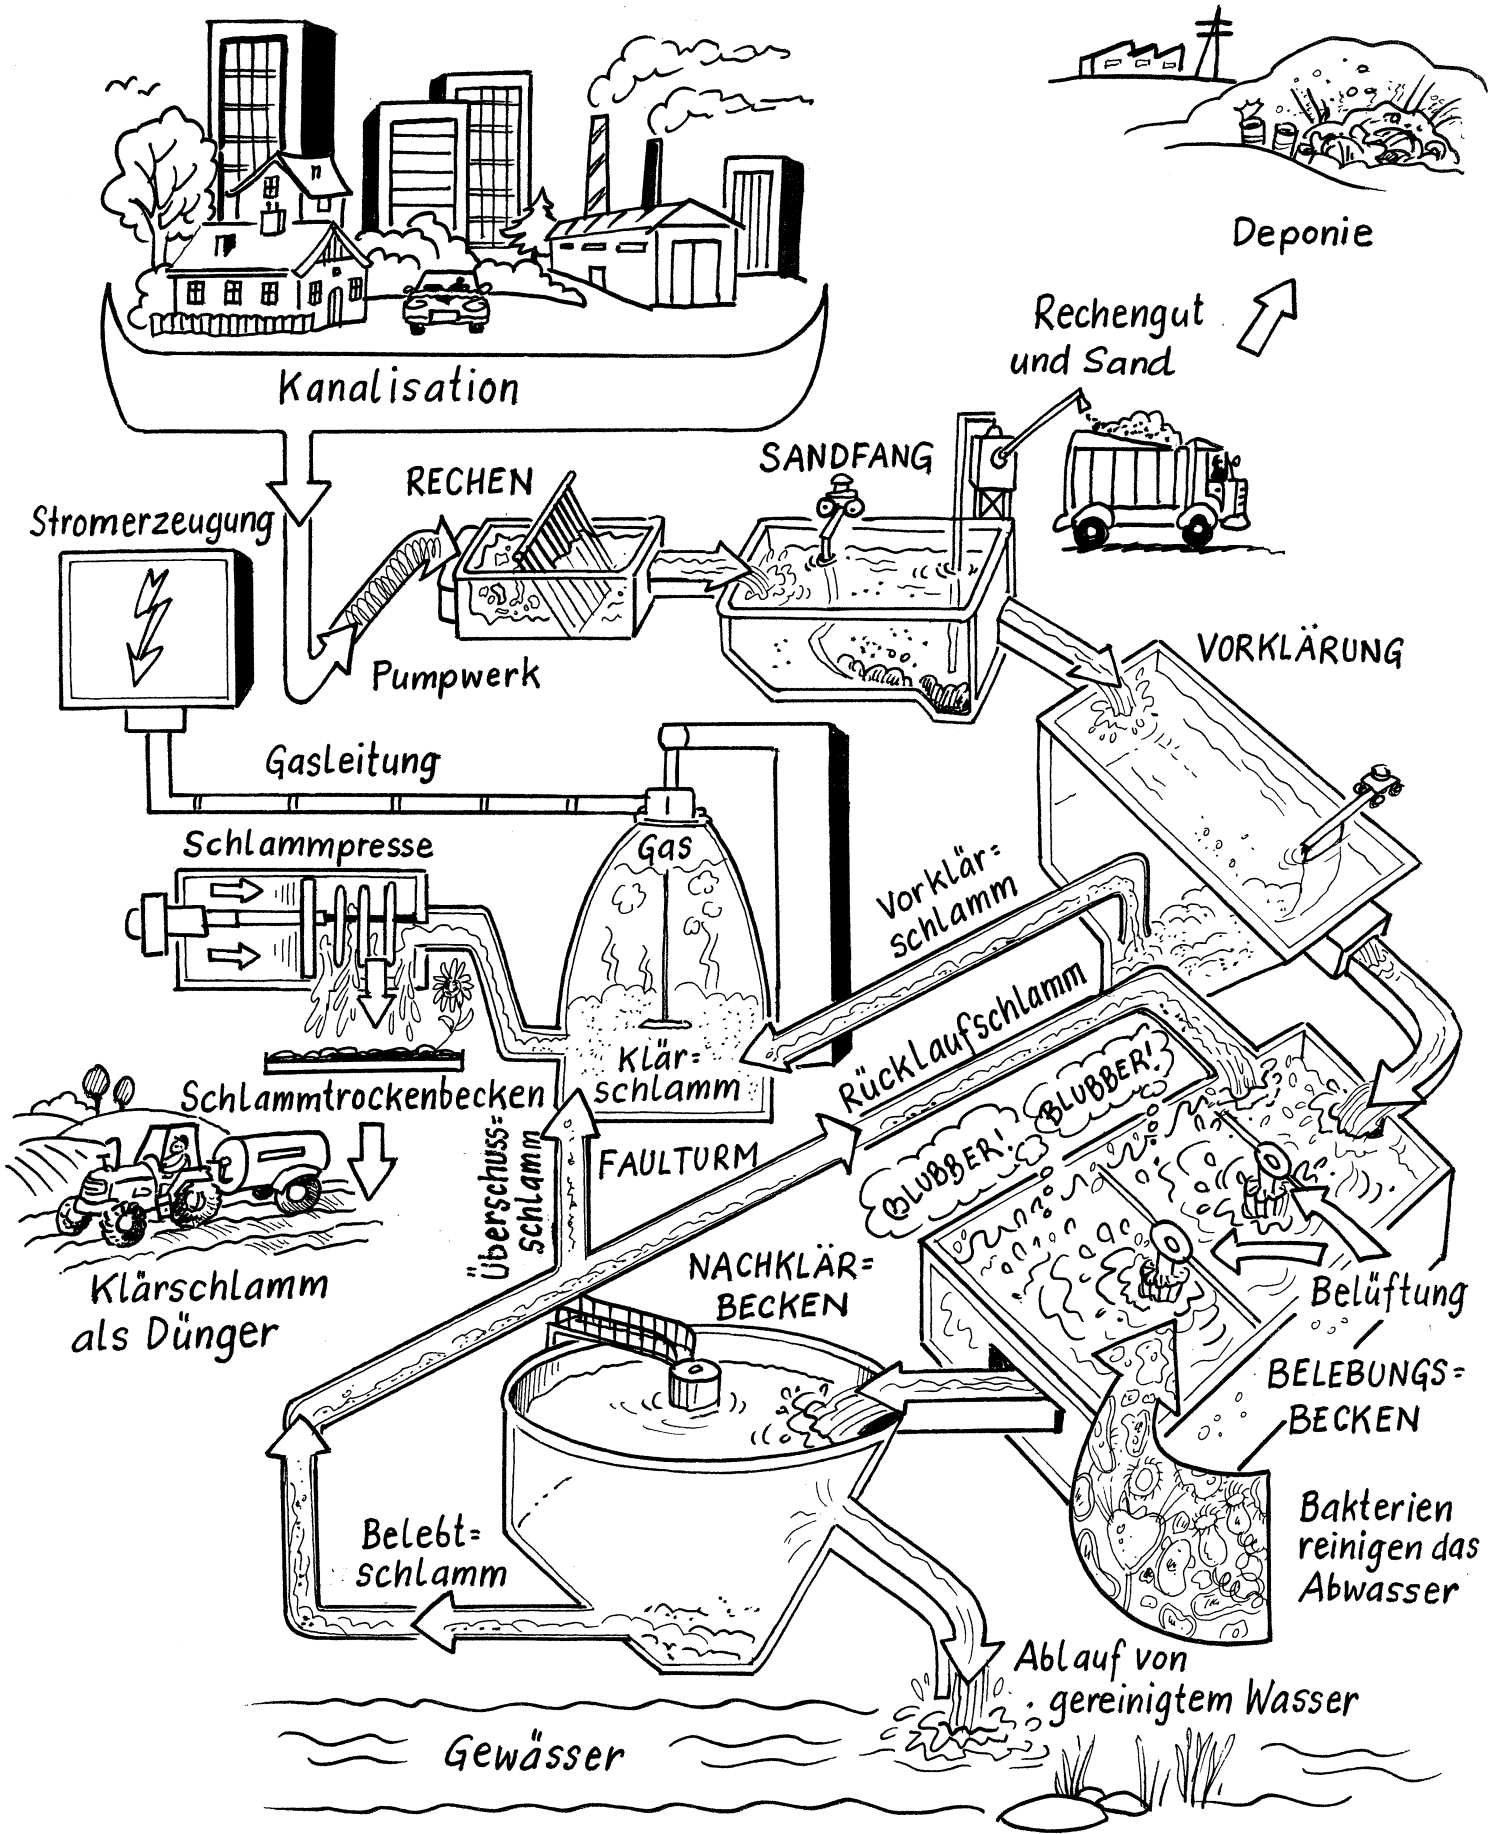 Deponie
Rechengut
und Sand
Kanalisation
SANDFANG
RECHEN
Stromerzeugung
Pumpwerk
VORKLÄRUNG
Gasleitung
Schlammpresse
Gas
Vorklär=
schlamm
Rücklaufschlamm
Klär=
schlamm
BLUBBER!
BLUBBER!
Schlammtrockenbecken
Überschuss=
schlamm
FAULTURM
Klärschlamm
als Dünger
NACHKLÄR=
BECKEN
Belüftung
BELEBUNGS=
BECKEN
Bakterien
reinigen das
Abwasser
Belebt=
schlamm
Ablauf von
gereinigtem Wasser
Gewässer